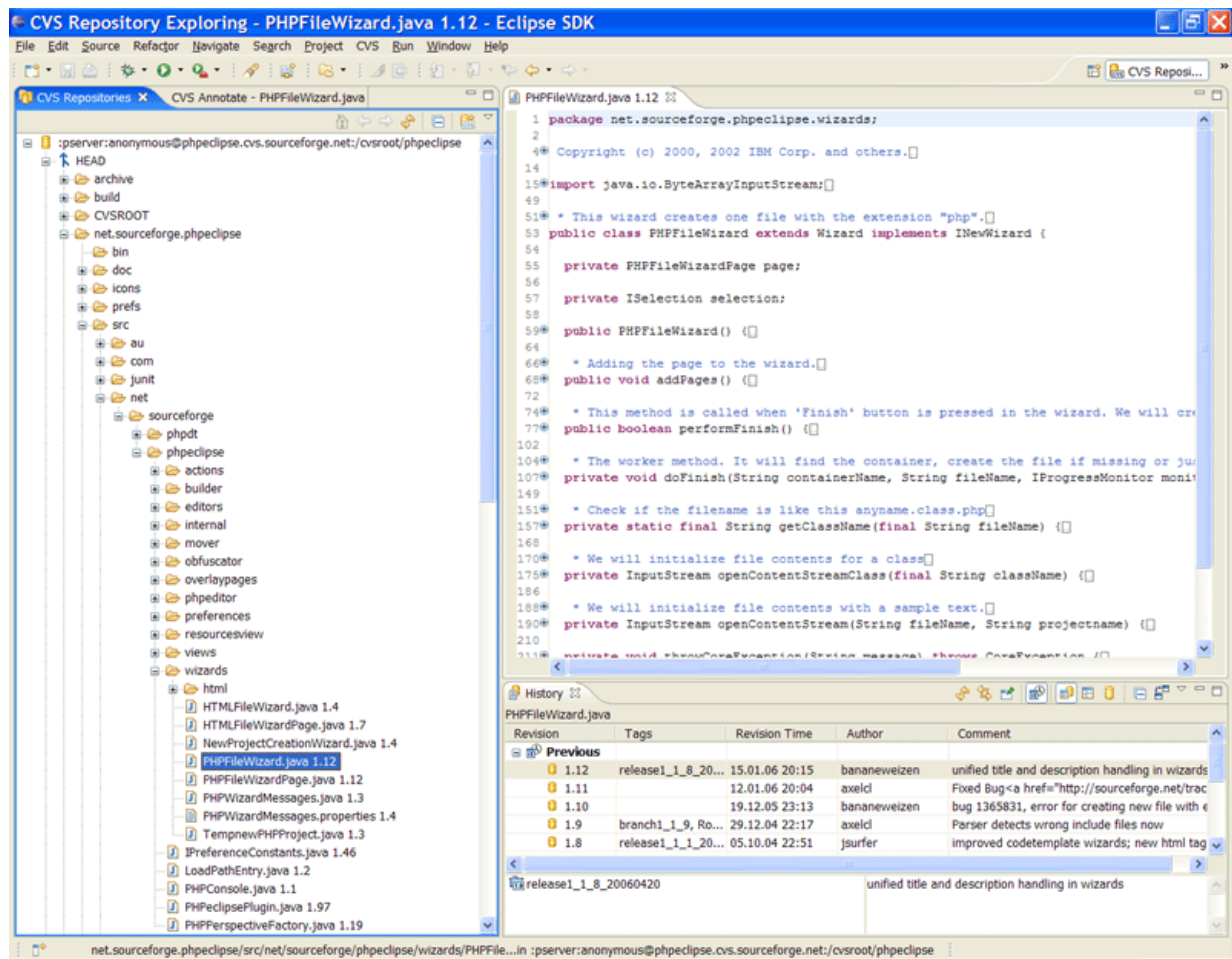 CVS Repository Exploring - PHPFileWizard.java 1.12 - Eclipse SDK
File Edit Source Refactor Navigate Search Project CVS Run Window Help
CVS Reposi... »
CVS Repositories CVS Annotate - PHPFileWizard.java
:pserver:anonymous@phpeclipse.cvs.sourceforge.net:/cvsroot/phpeclipse
HEAD
archive
build
CVSROOT
net.sourceforge.phpeclipse
bin
doc
icons
prefs
src
au
com
junit
net
sourceforge
phpdt
phpeclipse
actions
builder
editors
internal
mover
obfuscator
overlaypages
phpeditor
preferences
resourcesview
views
wizards
html
HTMLFileWizard.java 1.4
HTMLFileWizardPage.java 1.7
NewProjectCreationWizard.java 1.4
PHPFileWizard.java 1.12
PHPFileWizardPage.java 1.12
PHPWizardMessages.java 1.3
PHPWizardMessages.properties 1.4
TempnewPHPProject.java 1.3
IPreferenceConstants.java 1.46
LoadPathEntry.java 1.2
PHPConsole.java 1.1
PHPeclipsePlugin.java 1.97
PHPPerspectiveFactory.java 1.19
PHPFileWizard.java 1.12
1 package net.sourceforge.phpeclipse.wizards;
2
4 Copyright (c) 2000, 2002 IBM Corp. and others.
14
15 import java.io.ByteArrayInputStream;
49
51 * This wizard creates one file with the extension "php".
53 public class PHPFileWizard extends Wizard implements INewWizard {
54
55 private PHPFileWizardPage page;
56
57 private ISelection selection;
58
59 public PHPFileWizard() {
64
66 * Adding the page to the wizard.
68 public void addPages() {
72
74 * This method is called when 'Finish' button is pressed in the wizard. We will cre
77 public boolean performFinish() {
102
104 * The worker method. It will find the container, create the file if missing or ju
107 private void doFinish(String containerName, String fileName, IProgressMonitor monit
149
151 * Check if the filename is like this anyname.class.php
157 private static final String getClassName(final String fileName) {
168
170 * We will initialize file contents for a class
175 private InputStream openContentStreamClass(final String className) {
186
188 * We will initialize file contents with a sample text.
190 private InputStream openContentStream(String fileName, String projectname) {
210
211 private void throwCoreException(String message) throws CoreException {
History
PHPFileWizard.java
Revision Tags Revision Time Author Comment
Previous
1.12 release1_1_8_20... 15.01.06 20:15 bananeweizen unified title and description handling in wizards
1.11 12.01.06 20:04 axelcl Fixed Bug<a href="http://sourceforge.net/trac
1.10 19.12.05 23:13 bananeweizen bug 1365831, error for creating new file with e
1.9 branch1_1_9, Ro... 29.12.04 22:17 axelcl Parser detects wrong include files now
1.8 release1_1_1_20... 05.10.04 22:51 jsurfer improved codetemplate wizards; new html tag
release1_1_8_20060420 unified title and description handling in wizards
net.sourceforge.phpeclipse/src/net/sourceforge/phpeclipse/wizards/PHPFile...in :pserver:anonymous@phpeclipse.cvs.sourceforge.net:/cvsroot/phpeclipse